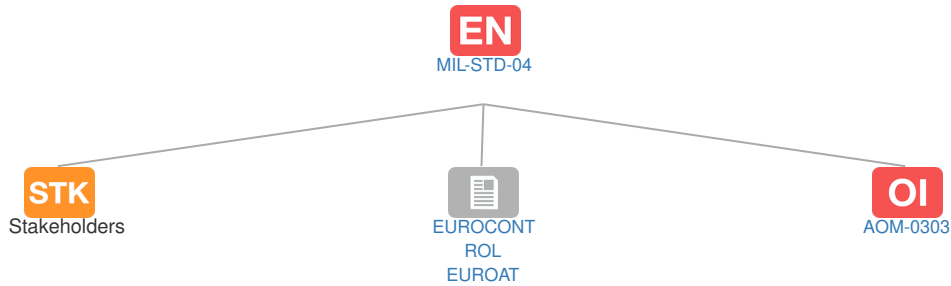 EN
MIL-STD-04
STK
Stakeholders
EUROCONT
ROL
EUROAT
OI
AOM-0303